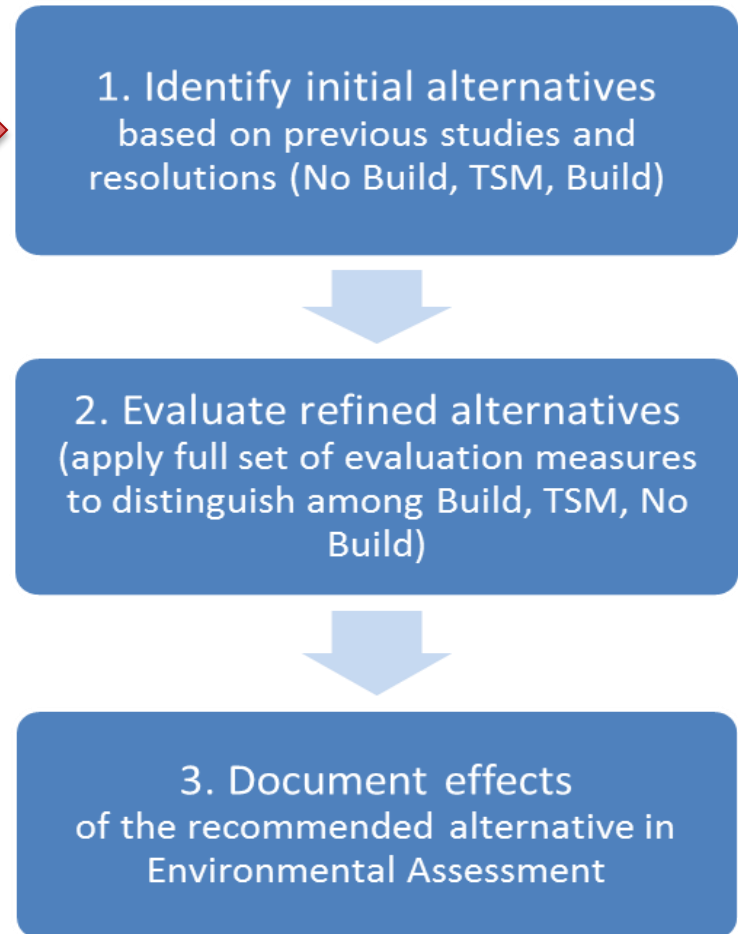 1. Identify initial alternatives
based on previous studies and
resolutions (No Build, TSM, Build)
2. Evaluate refined alternatives
(apply full set of evaluation measures
to distinguish among Build, TSM, No
Build)
3. Document effects
of the recommended alternative in
Environmental Assessment